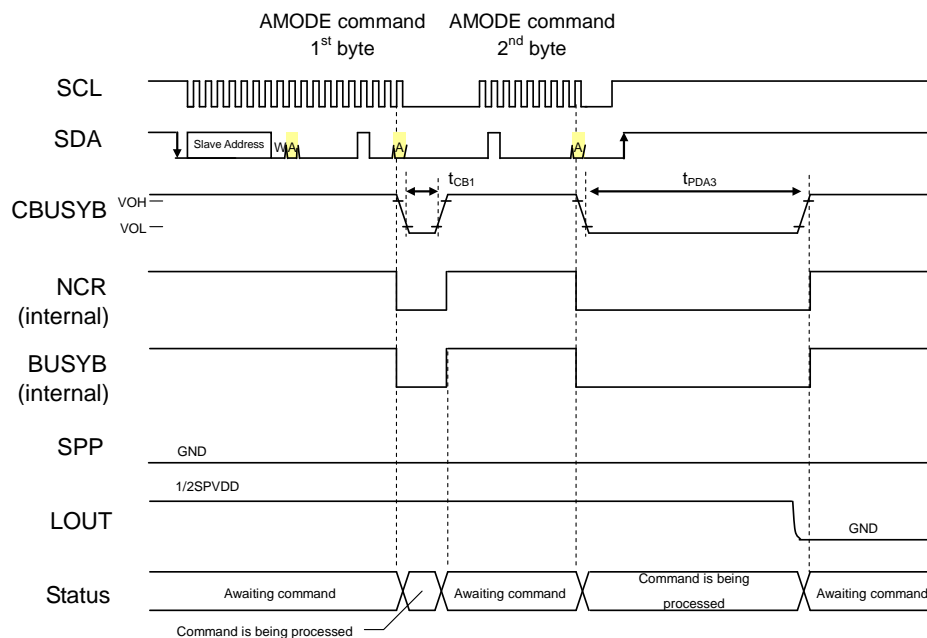 AMODE command
1st byte
AMODE command
2nd byte
SCL
SDA
Slave Address
W
A
A
A
tCB1
tPDA3
CBUSYB
VOH
VOL
NCR
(internal)
BUSYB
(internal)
SPP
GND
1/2SPVDD
LOUT
GND
Status
Awaiting command
Awaiting command
Command is being
processed
Awaiting command
Command is being processed